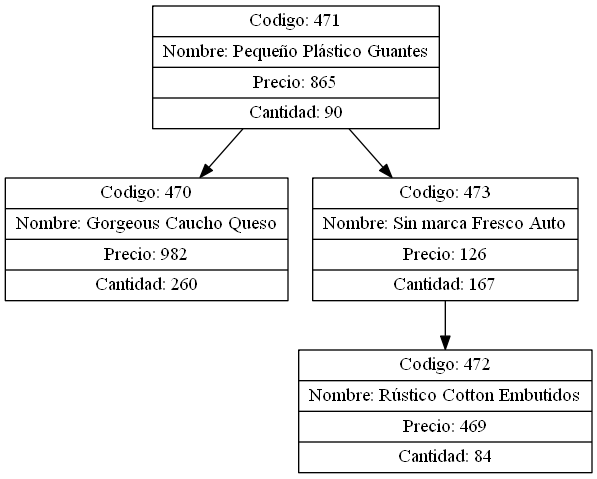 Codigo: 471
Nombre: Pequeño Plástico Guantes
Precio: 865
Cantidad: 90
Codigo: 470
Nombre: Gorgeous Caucho Queso
Precio: 982
Cantidad: 260
Codigo: 473
Nombre: Sin marca Fresco Auto
Precio: 126
Cantidad: 167
Codigo: 472
Nombre: Rústico Cotton Embutidos
Precio: 469
Cantidad: 84